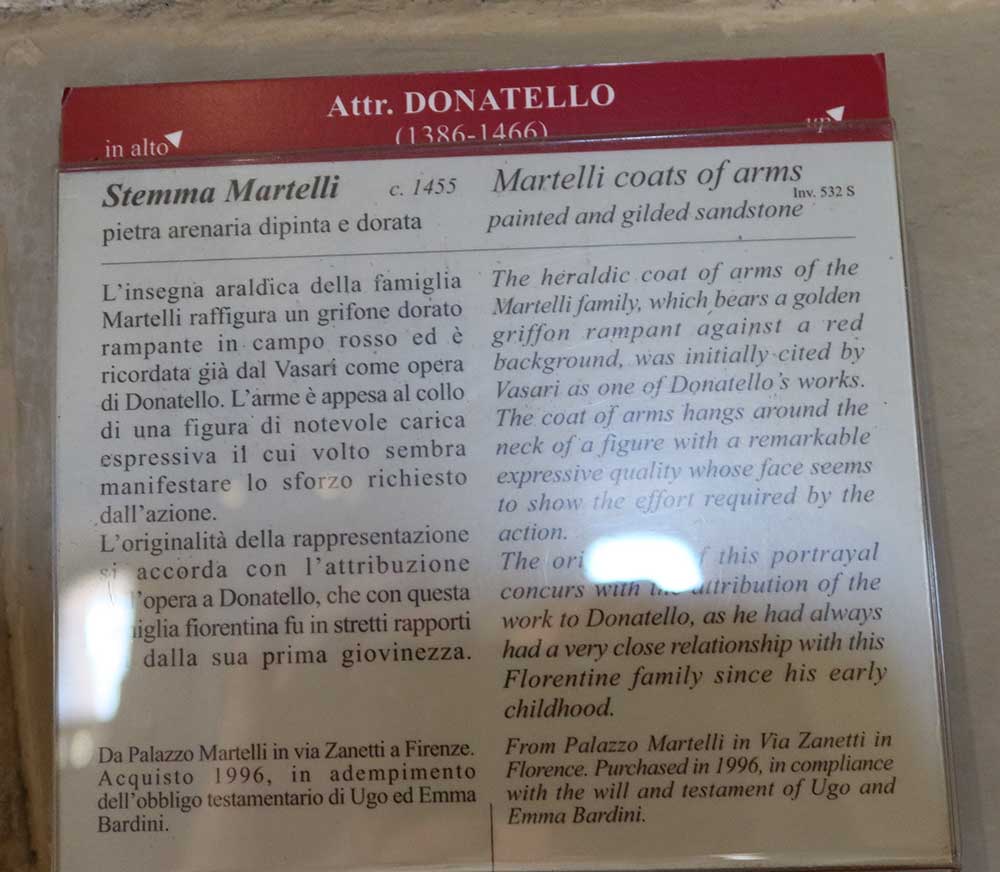 Attr. DONATELLO
(1386-1466)
in alto
up
Stemma Martelli c. 1455
pietra arenaria dipinta e dorata
L'insegna araldica della famiglia
Martelli raffigura un grifone dorato
rampante in campo rosso ed è
ricordata già dal Vasari come opera
di Donatello. L'arme è appesa al collo
di una figura di notevole carica
espressiva il cui volto sembra
manifestare lo sforzo richiesto
dall'azione.
L'originalità della rappresentazione
si accorda con l'attribuzione
l'opera a Donatello, che con questa
fiorentina fu in stretti rapporti
dalla sua prima giovinezza.
Da Palazzo Martelli in via Zanetti a Firenze.
Acquisto 1996, in adempimento
dell'obbligo testamentario di Ugo ed Emma
Bardini.
Martelli coats of arms
Inv. 532 S
painted and gilded sandstone
The heraldic coat of arms of the
Martelli family, which bears a golden
griffon rampant against a red
background, was initially cited by
Vasari as one of Donatello's works.
The coat of arms hangs around the
neck of a figure with a remarkable
expressive quality whose face seems
to show the effort required by the
action.
The of this portrayal
concurs with the attribution of the
work to Donatello, as he had always
had a very close relationship with this
Florentine family since his early
childhood.
From Palazzo Martelli in Via Zanetti in
Florence. Purchased in 1996, in compliance
with the will and testament of Ugo and
Emma Bardini.